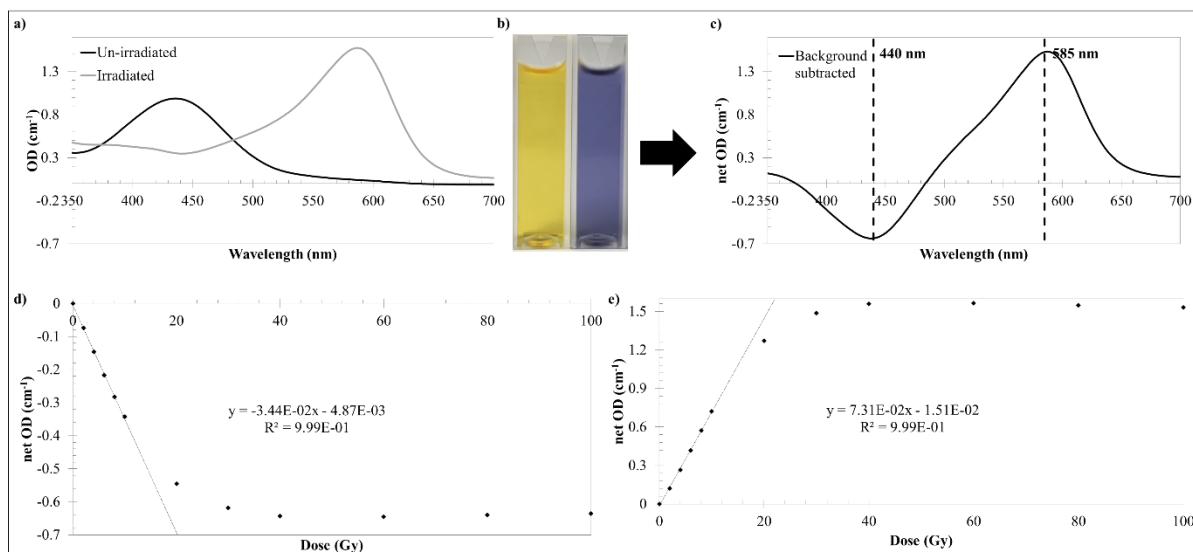 a)
Un-irradiated
Irradiated
1.3
0.8
0.3
-0.2
-0.7
350 400 450 500 550 600 650 700
OD (cm⁻¹)
Wavelength (nm)
b)
c)
Background
subtracted
440 nm
585 nm
1.3
0.8
0.3
-0.2
-0.7
350 400 450 500 550 600 650 700
net OD (cm⁻¹)
Wavelength (nm)
d)
0
-0.1
-0.2
-0.3
-0.4
-0.5
-0.6
-0.7
0 20 40 60 80 100
y = -3.44E-02x - 4.87E-03
R² = 9.99E-01
net OD (cm⁻¹)
Dose (Gy)
e)
1.5
1.2
0.9
0.6
0.3
0
0 20 40 60 80 100
y = 7.31E-02x - 1.51E-02
R² = 9.99E-01
net OD (cm⁻¹)
Dose (Gy)